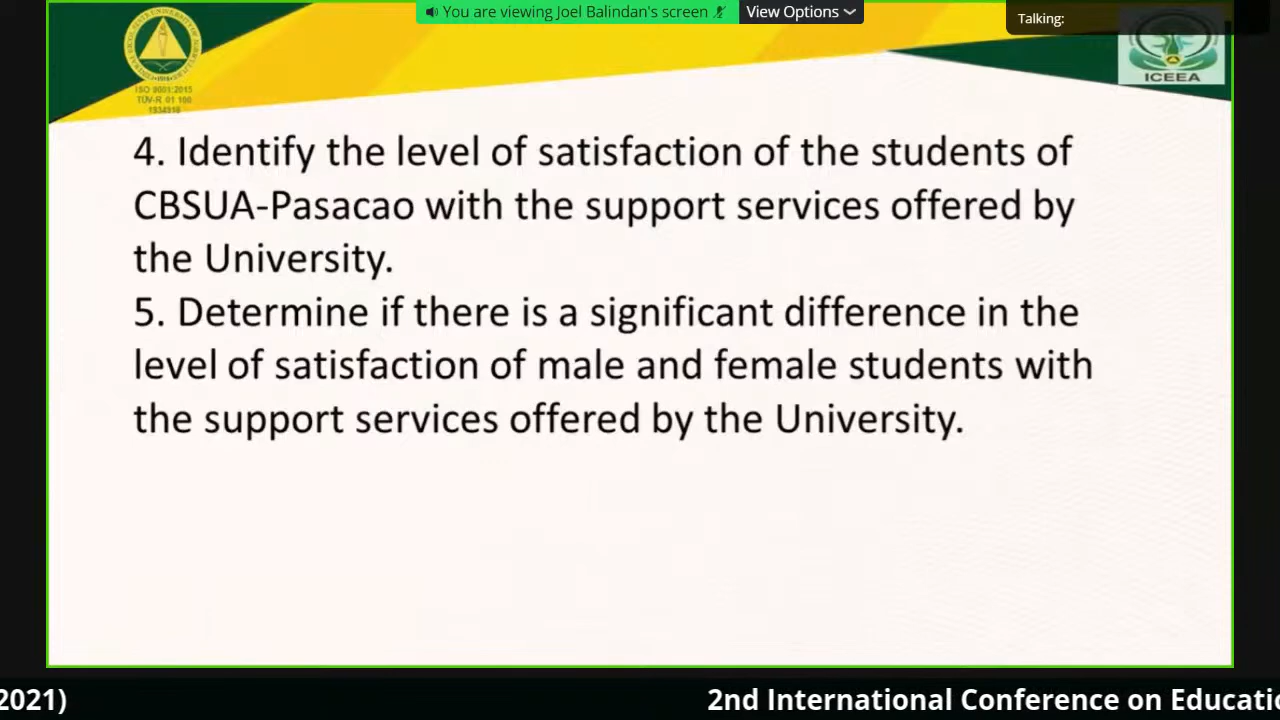 You are viewing Joel Balindan's screen
View Options
Talking:
ISO 9001:2015
TÜV-R 01 100
1934918
ICEEA
4. Identify the level of satisfaction of the students of
CBSUA-Pasacao with the support services offered by
the University.
5. Determine if there is a significant difference in the
level of satisfaction of male and female students with
the support services offered by the University.
2021)
2nd International Conference on Educatio